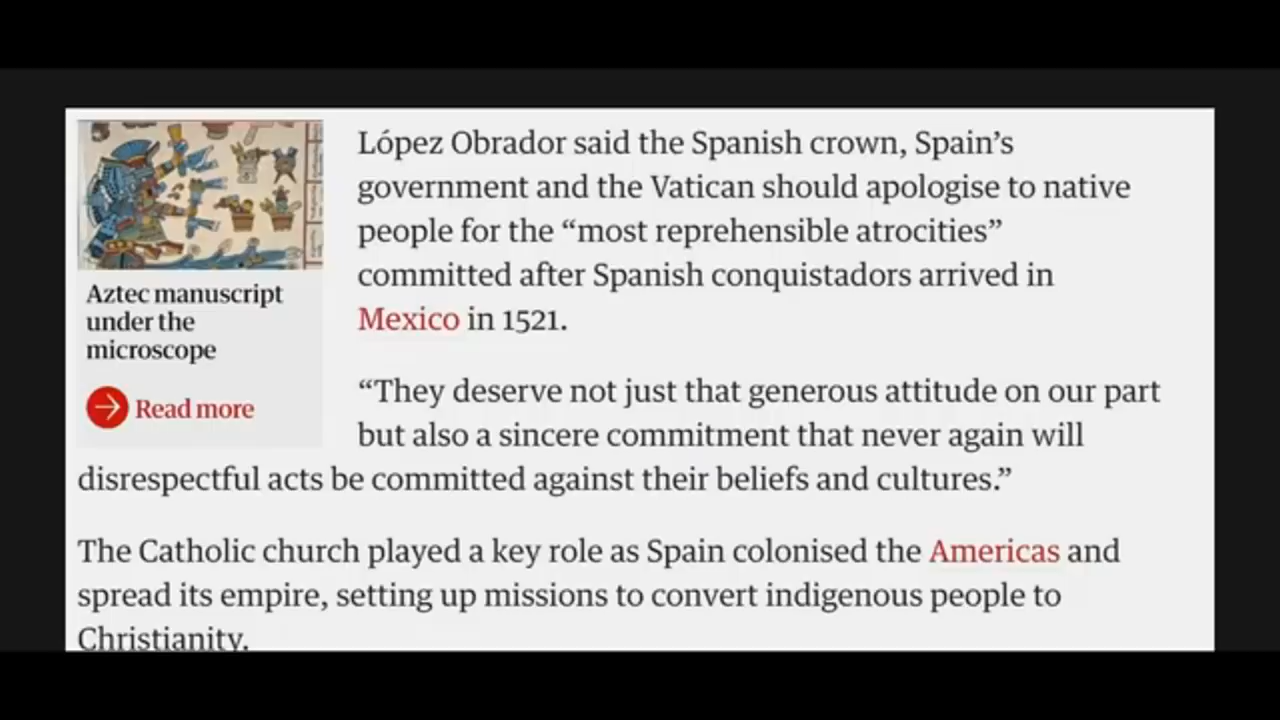 López Obrador said the Spanish crown, Spain’s
government and the Vatican should apologise to native
people for the “most reprehensible atrocities”
committed after Spanish conquistadors arrived in
Mexico in 1521.
Aztec manuscript
under the
microscope
Read more
“They deserve not just that generous attitude on our part
but also a sincere commitment that never again will
disrespectful acts be committed against their beliefs and cultures.”
The Catholic church played a key role as Spain colonised the Americas and
spread its empire, setting up missions to convert indigenous people to
Christianity.